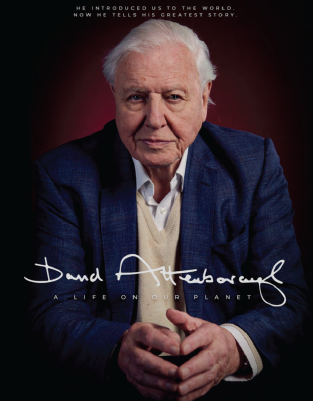 HE INTRODUCED US TO THE WORLD.
NOW HE TELLS HIS GREATEST STORY.
David Attenborough
A LIFE ON OUR PLANET